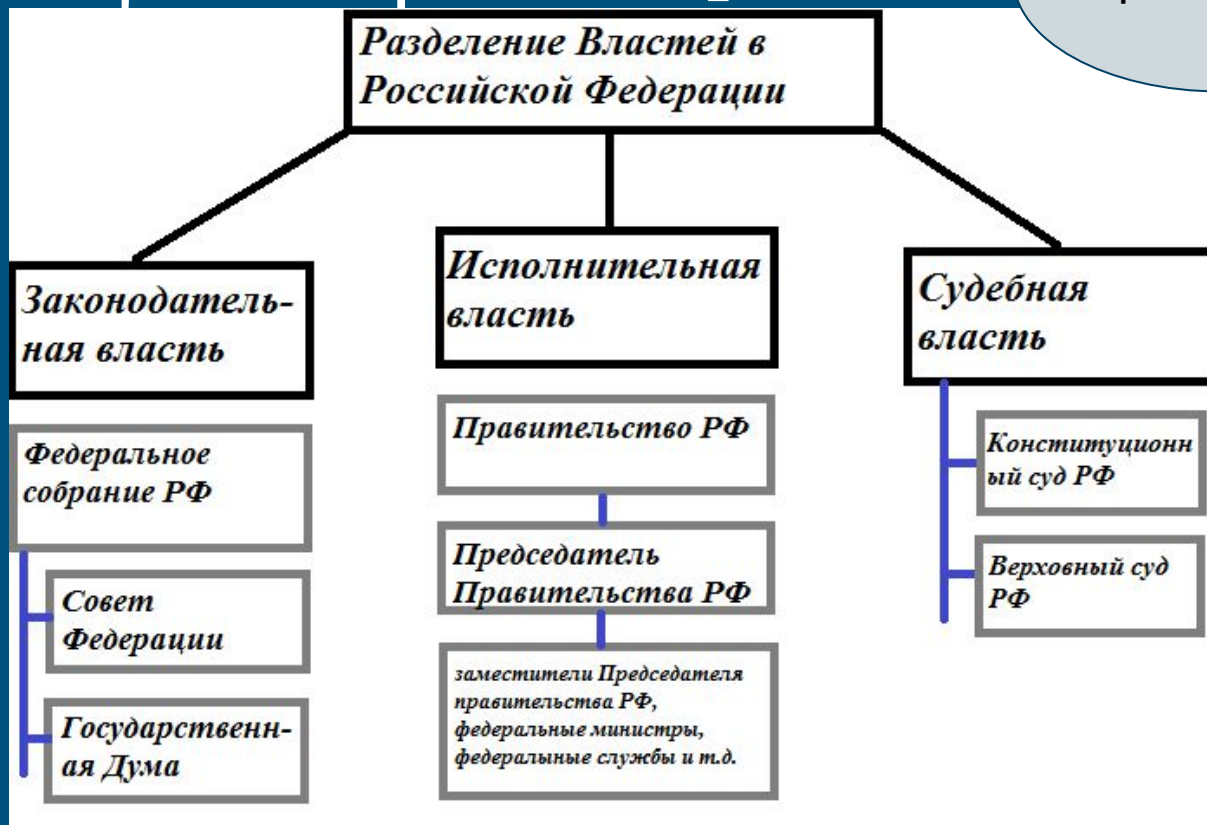 Разделение Властей в
Российской Федерации
Законодатель-
ная власть
Федеральное
собрание РФ
Совет
Федерации
Государственн-
ая Дума
Исполнительная
власть
Правительство РФ
Председатель
Правительства РФ
заместители Председателя
правительства РФ,
федеральные министры,
федералыные службы и т.д.
Судебная
власть
Конституционн
ый суд РФ
Верховный суд
РФ